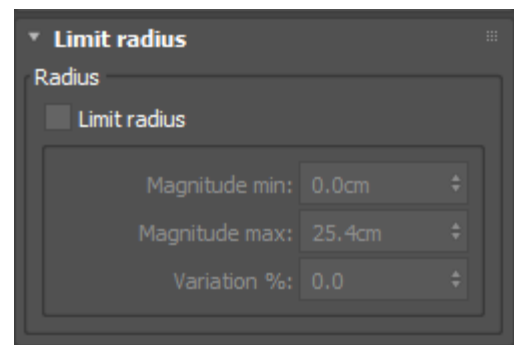 Limit radius
Radius
Limit radius
Magnitude min: 0.0cm
Magnitude max: 25.4cm
Variation %: 0.0